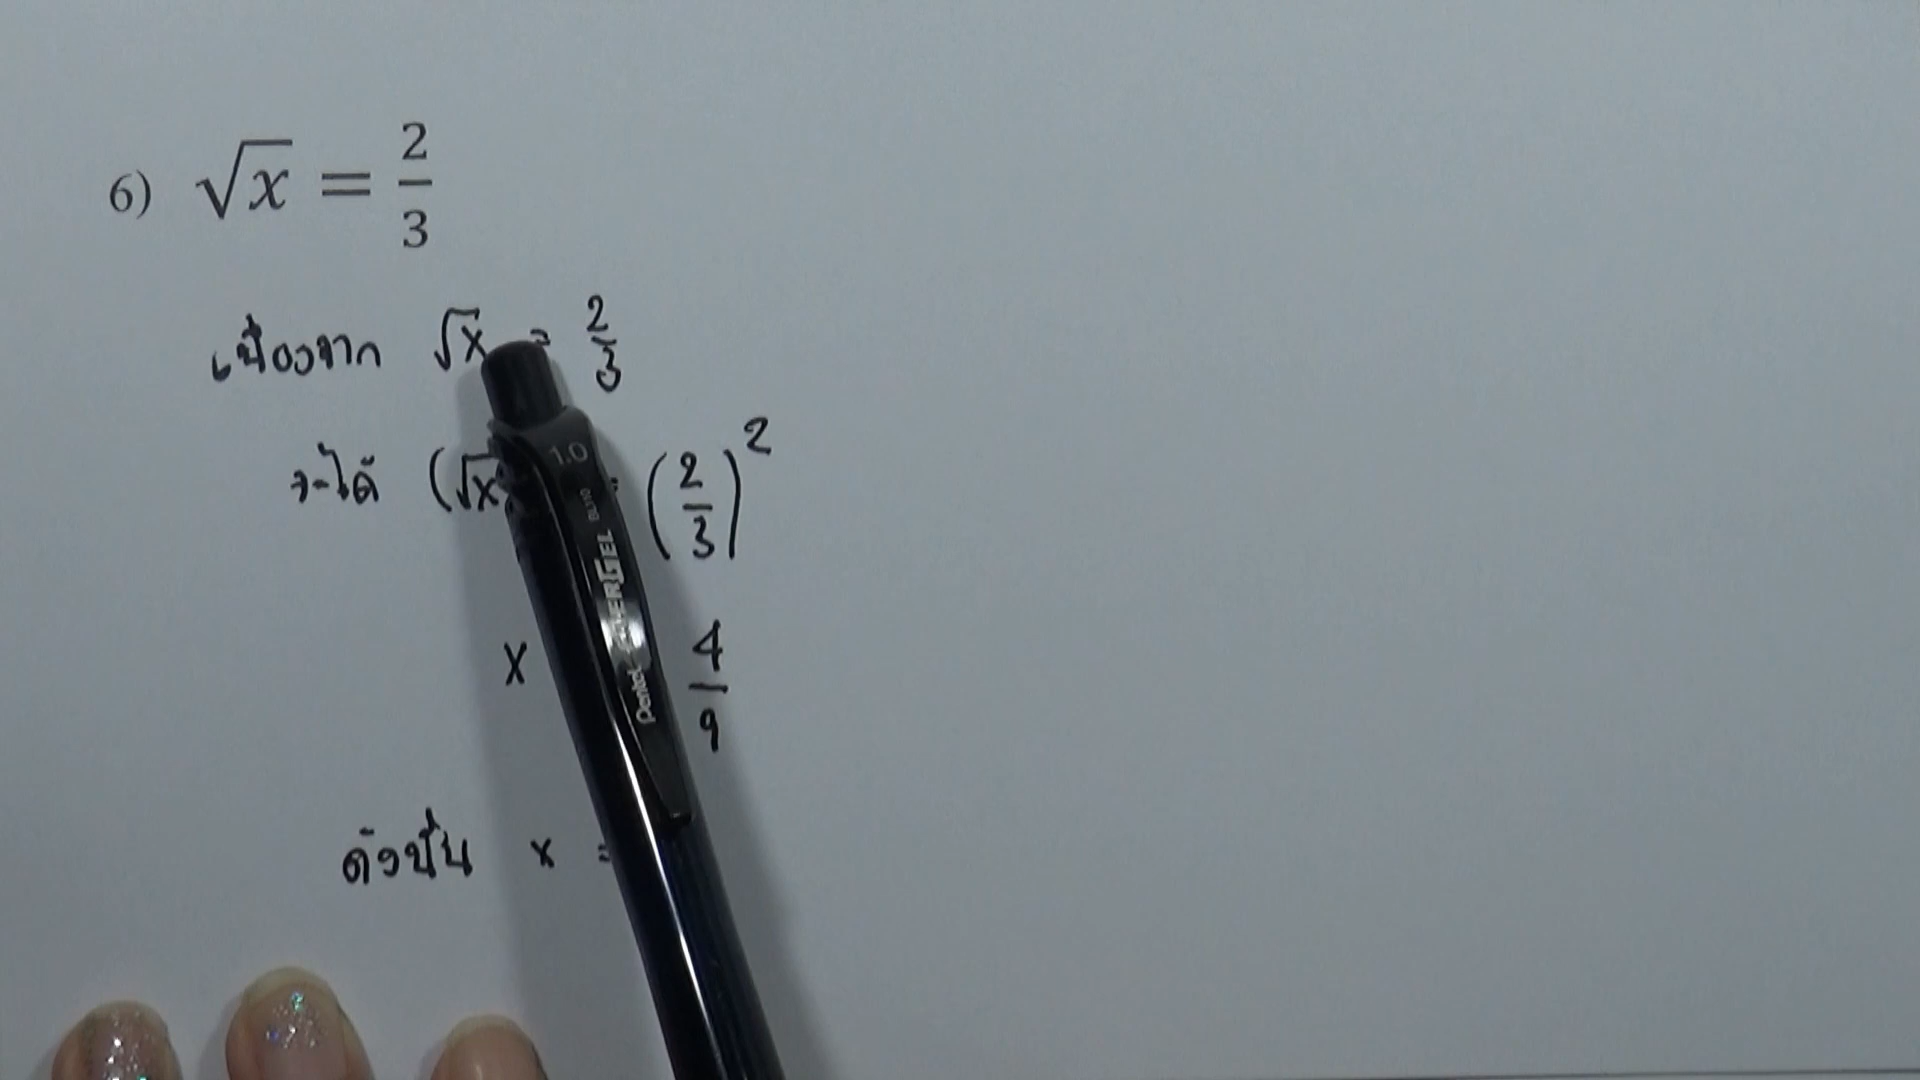 6) √x = 2/3
เนื่องจาก √x = 2/3
จะได้ (√x = (2/3)²
x 4/9
ดังนั้น x =
1.0
BL110
Pentel ENERGEL